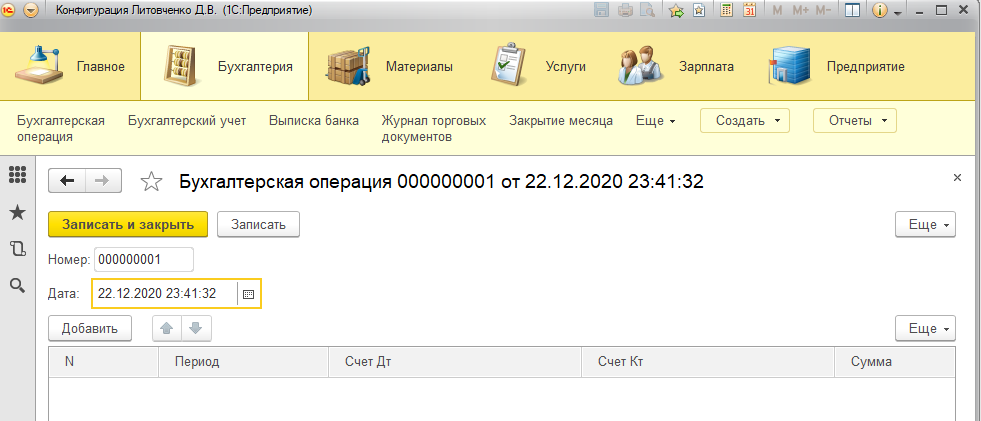 Конфигурация Литовченко Д.В. (1С:Предприятие)
M M+ M-
Главное Бухгалтерия Материалы Услуги Зарплата Предприятие
Бухгалтерская операция Бухгалтерский учет Выписка банка Журнал торговых документов Закрытие месяца Еще Создать Отчеты
Бухгалтерская операция 000000001 от 22.12.2020 23:41:32
Записать и закрыть Записать Еще
Номер: 000000001
Дата: 22.12.2020 23:41:32
Добавить Еще
N Период Счет Дт Счет Кт Сумма